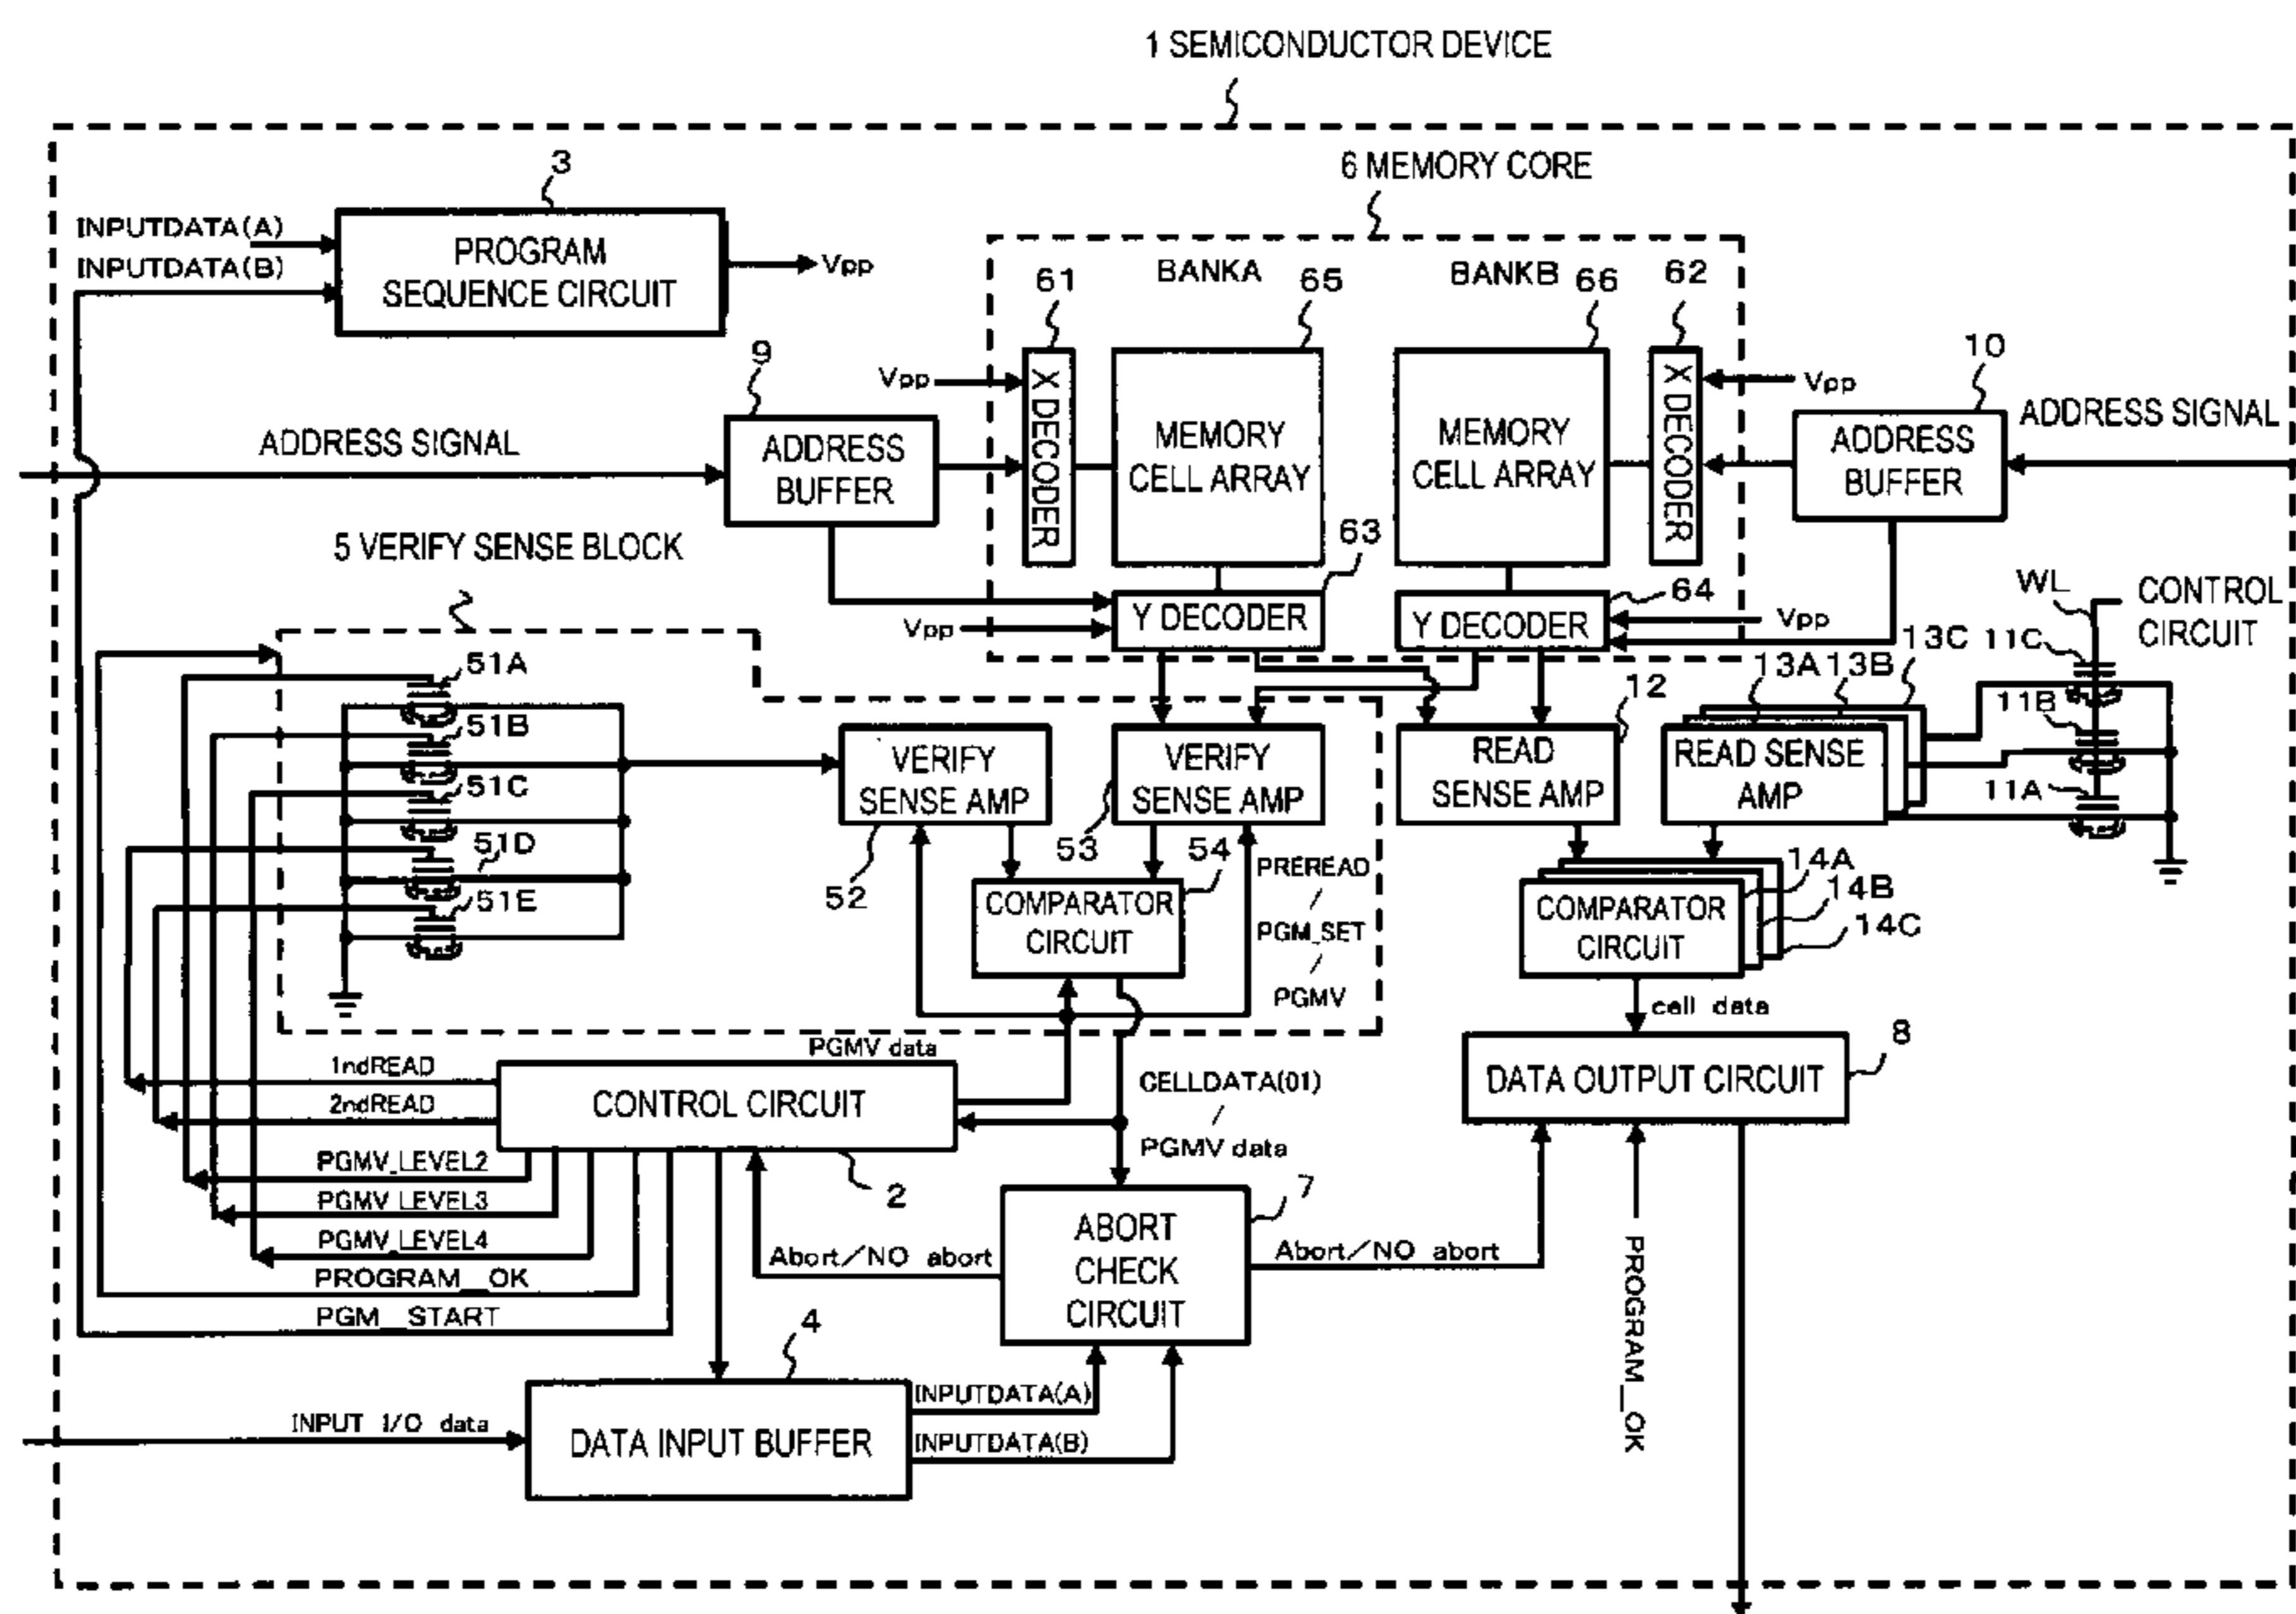 1 SEMICONDUCTOR DEVICE
3
6 MEMORY CORE
INPUTDATA(A)
INPUTDATA(B)
PROGRAM
SEQUENCE CIRCUIT
Vpp
61
BANKA
65
BANKB
66
62
9
10
Vpp
X DECODER
MEMORY
CELL ARRAY
MEMORY
CELL ARRAY
X DECODER
Vpp
ADDRESS SIGNAL
ADDRESS
BUFFER
ADDRESS
BUFFER
ADDRESS SIGNAL
5 VERIFY SENSE BLOCK
63
64
Vpp
Y DECODER
Y DECODER
Vpp
WL
CONTROL
CIRCUIT
51A
51B
51C
51D
51E
VERIFY
SENSE AMP
52
VERIFY
SENSE AMP
53
READ
SENSE AMP
12
13A
13B
13C
READ SENSE
AMP
11C
11B
11A
54
COMPARATOR
CIRCUIT
PREREAD
/
PGM_SET
/
PGMV
14A
14B
14C
COMPARATOR
CIRCUIT
cell data
PGMV data
1ndREAD
2ndREAD
CONTROL CIRCUIT
2
CELLDATA(01)
/
PGMV data
8
DATA OUTPUT CIRCUIT
PGMV_LEVEL2
PGMV_LEVEL3
PGMV_LEVEL4
PROGRAM__OK
PGM__START
Abort/NO abort
7
ABORT
CHECK
CIRCUIT
Abort/NO abort
PROGRAM__OK
4
INPUT I/O data
DATA INPUT BUFFER
INPUTDATA(A)
INPUTDATA(B)